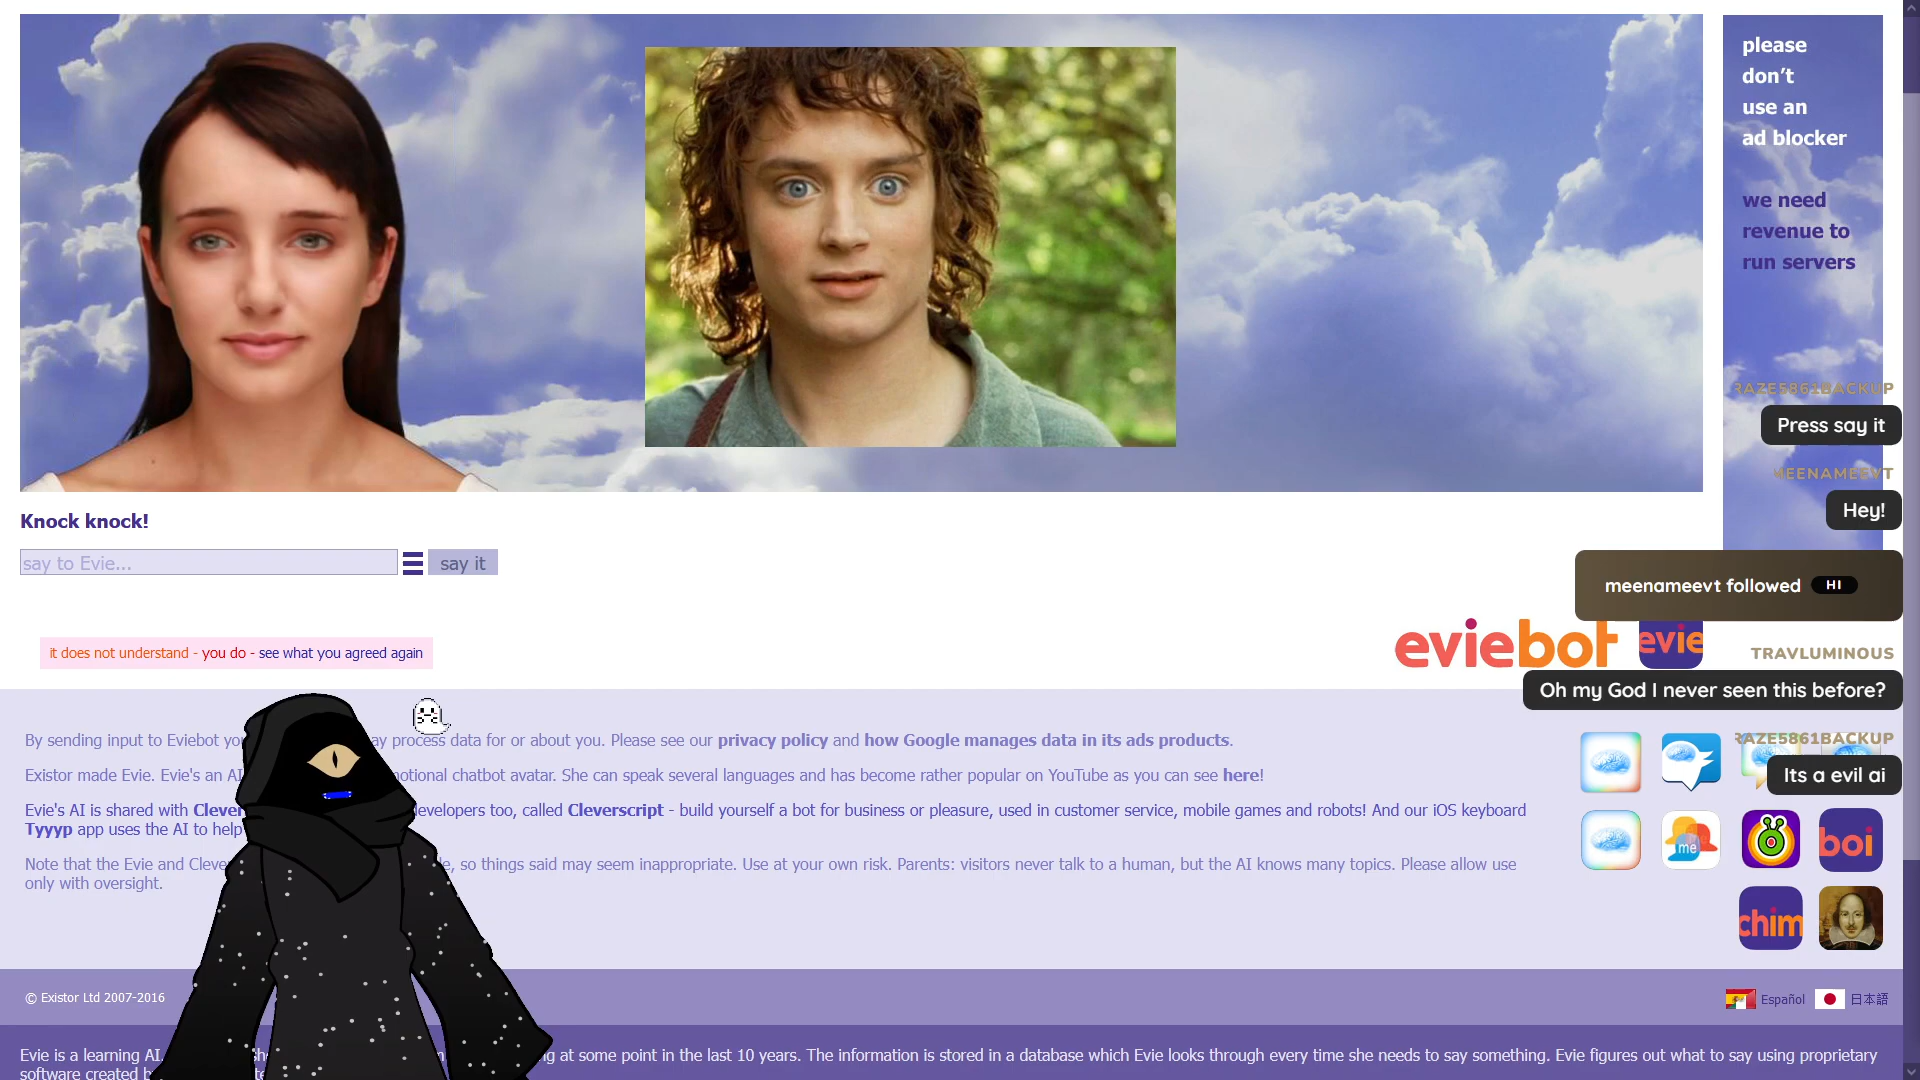 please
don't
use an
ad blocker
we need
revenue to
run servers
RAZE5861BACKUP
Press say it
MEENAMEEVT
Hey!
Knock knock!
say to Evie...
say it
meenameevt followed HI
it does not understand - you do - see what you agreed again
eviebot
evie
TRAVLUMINOUS
Oh my God I never seen this before?
RAZE5861BACKUP
Its a evil ai
By sending input to Eviebot you ay process data for or about you. Please see our privacy policy and how Google manages data in its ads products.
Existor made Evie. Evie's an AI notional chatbot avatar. She can speak several languages and has become rather popular on YouTube as you can see here!
Evie's AI is shared with Clever evelopers too, called Cleverscript - build yourself a bot for business or pleasure, used in customer service, mobile games and robots! And our iOS keyboard
Tyyyp app uses the AI to help
Note that the Evie and Clever e, so things said may seem inappropriate. Use at your own risk. Parents: visitors never talk to a human, but the AI knows many topics. Please allow use
only with oversight.
me
boi
chim
© Existor Ltd 2007-2016
Español
日本語
Evie is a learning AI. g at some point in the last 10 years. The information is stored in a database which Evie looks through every time she needs to say something. Evie figures out what to say using proprietary
software created